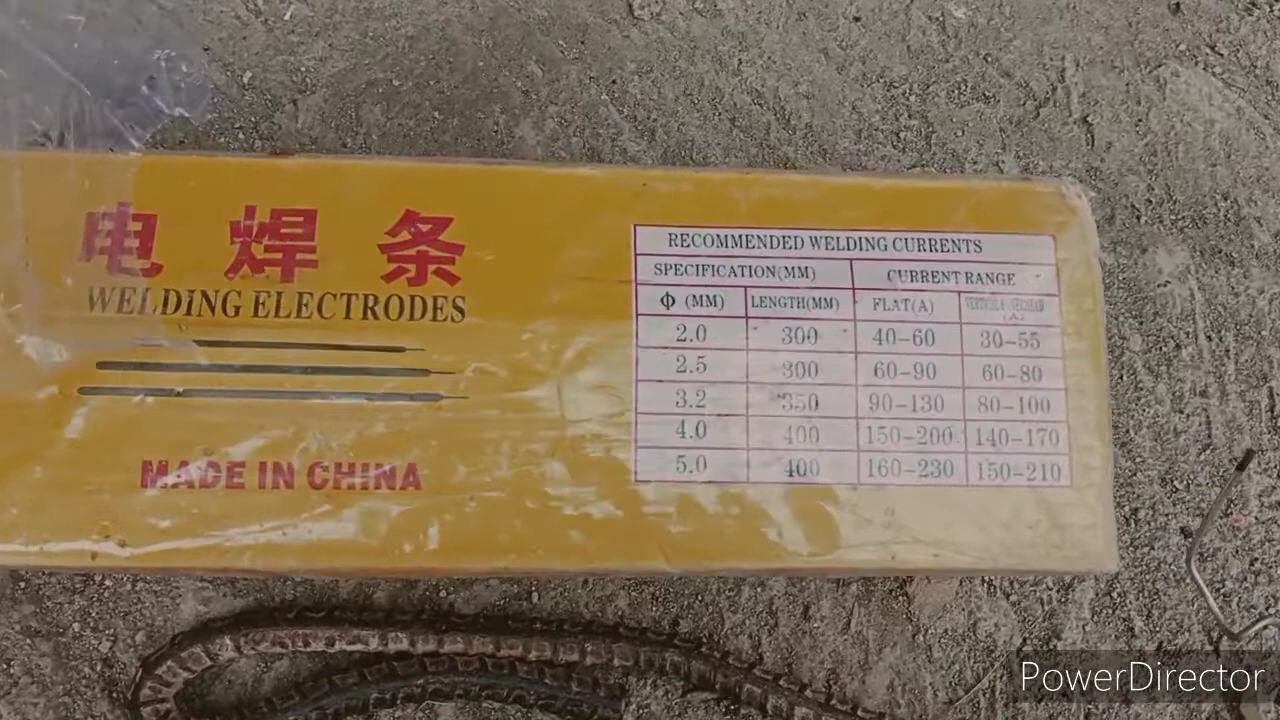 电焊条
WELDING ELECTRODES
MADE IN CHINA
RECOMMENDED WELDING CURRENTS
SPECIFICATION(MM) CURRENT RANGE
Φ (MM) LENGTH(MM) FLAT(A) (A)
2.0 300 40-60 30-55
2.5 300 60-90 60-80
3.2 350 90-130 80-100
4.0 400 150-200 140-170
5.0 400 160-230 150-210
PowerDirector